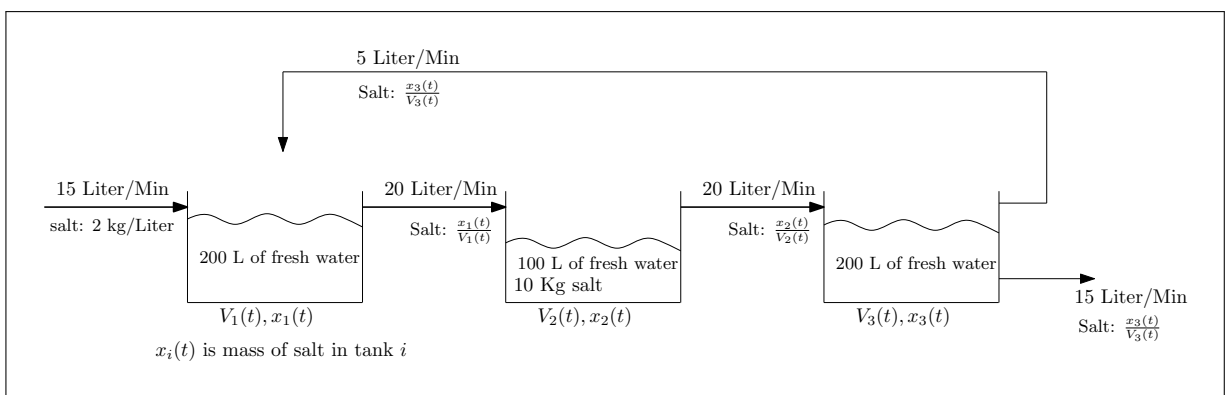 5 Liter/Min
Salt: x₃(t)/V₃(t)
15 Liter/Min
salt: 2 kg/Liter
20 Liter/Min
Salt: x₁(t)/V₁(t)
20 Liter/Min
Salt: x₂(t)/V₂(t)
200 L of fresh water
100 L of fresh water
10 Kg salt
200 L of fresh water
15 Liter/Min
Salt: x₃(t)/V₃(t)
V₁(t), x₁(t)
V₂(t), x₂(t)
V₃(t), x₃(t)
xᵢ(t) is mass of salt in tank i